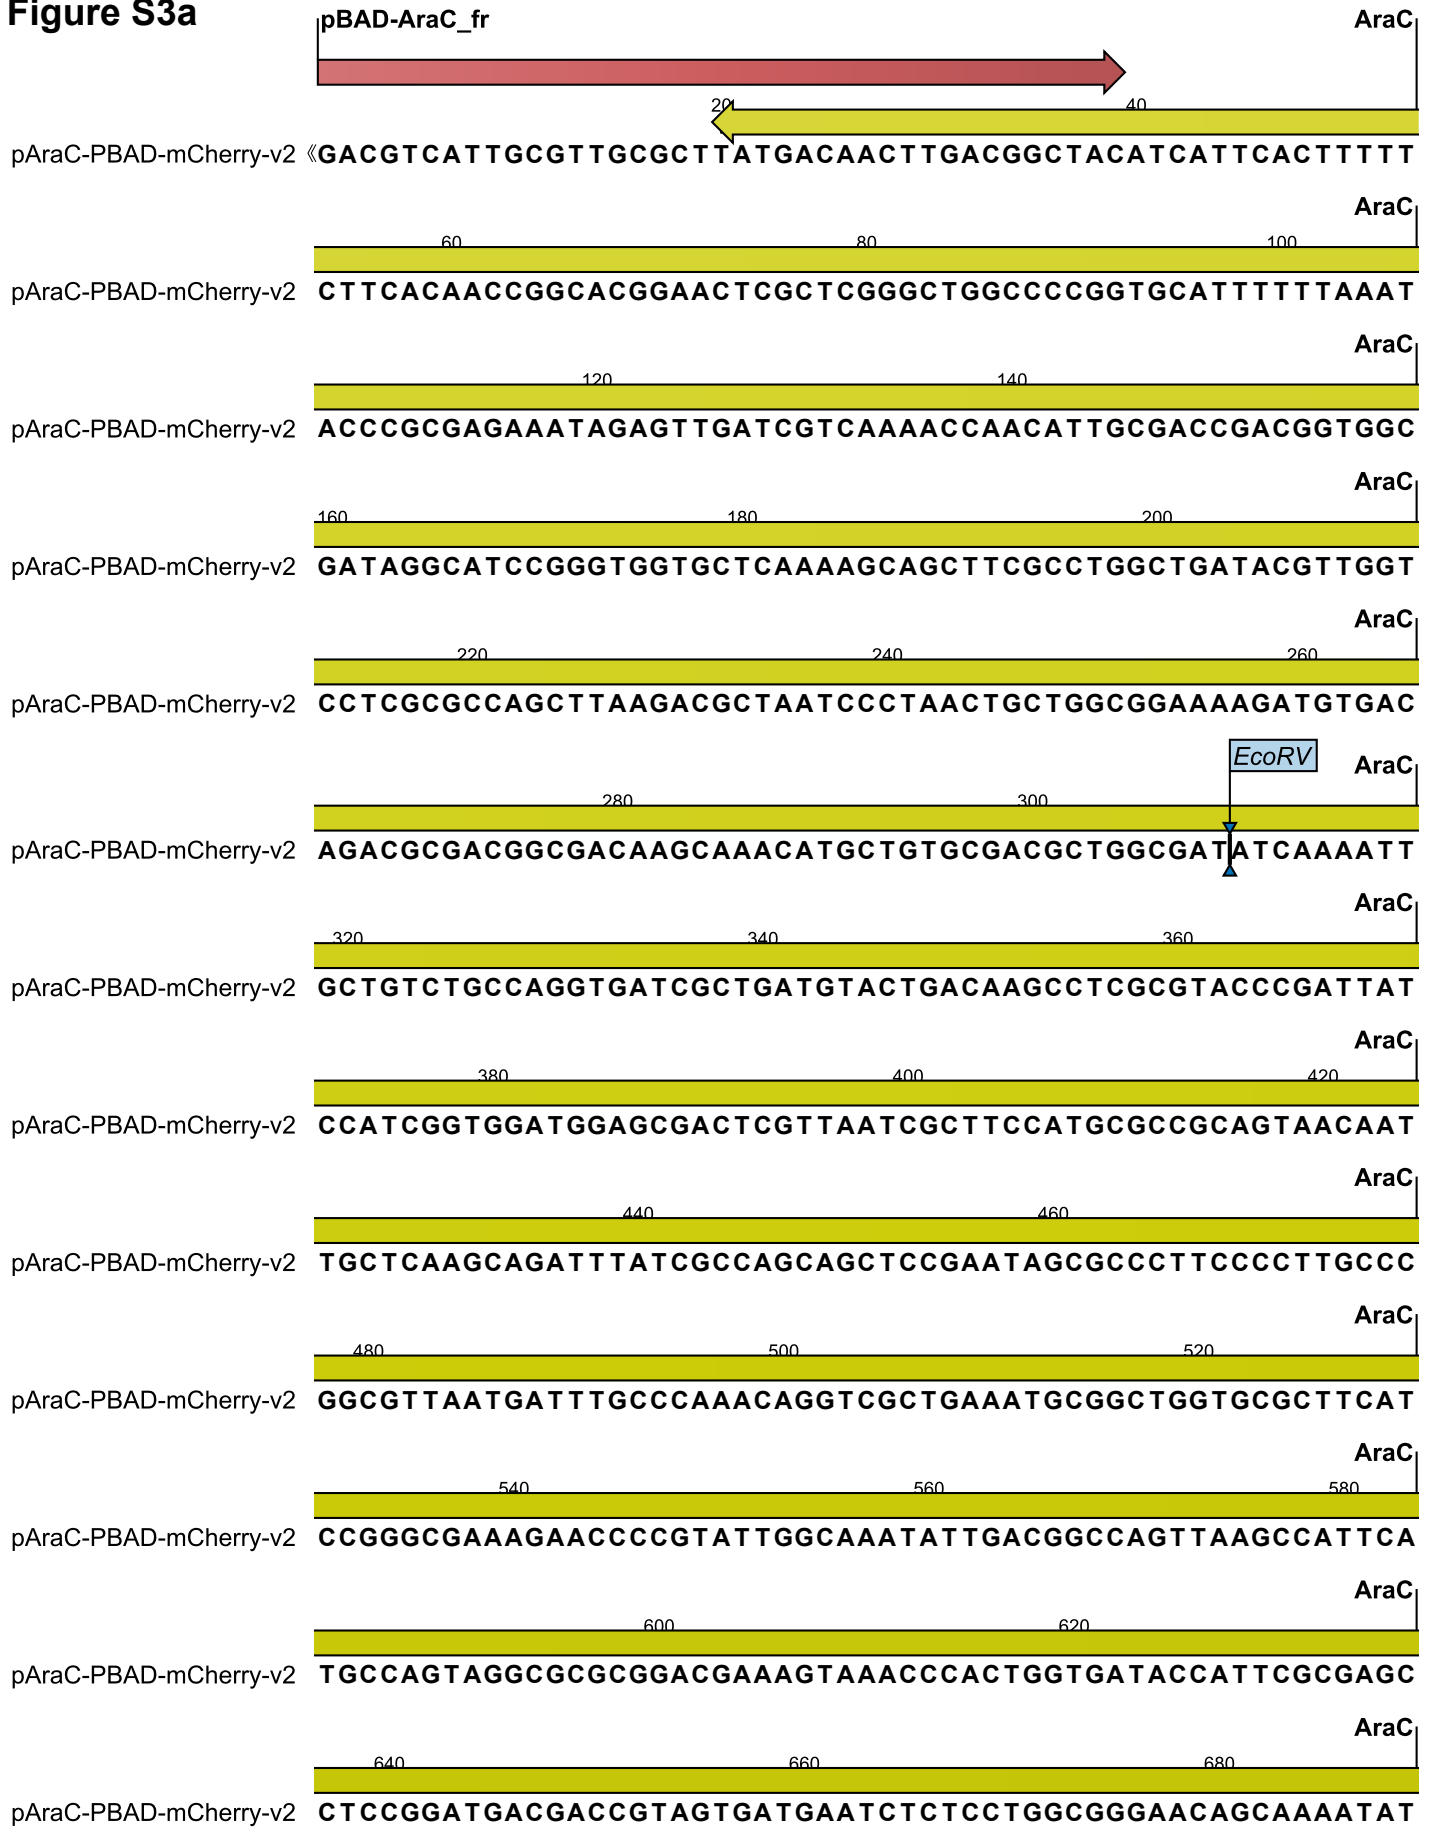 Figure S3a
pBAD-AraC_fr AraC
20 40
pAraC-PBAD-mCherry-v2 《GACGTCATTGCGTTGCGCTTATGACAACTTGACGGCTACATCATTCACTTTTT
AraC
60 80 100
pAraC-PBAD-mCherry-v2 CTTCACAACCGGCACGGAACTCGCTCGGGCTGGCCCCGGTGCATTTTTTAAAT
AraC
120 140
pAraC-PBAD-mCherry-v2 ACCCGCGAGAAATAGAGTTGATCGTCAAAACCAACATTGCGACCGACGGTGGC
AraC
160 180 200
pAraC-PBAD-mCherry-v2 GATAGGCATCCGGGTGGTGCTCAAAAGCAGCTTCGCCTGGCTGATACGTTGGT
AraC
220 240 260
pAraC-PBAD-mCherry-v2 CCTCGCGCCAGCTTAAGACGCTAATCCCTAACTGCTGGCGGAAAAGATGTGAC
EcoRV AraC
280 300
pAraC-PBAD-mCherry-v2 AGACGCGACGGCGACAAGCAAACATGCTGTGCGACGCTGGCGATATCAAAATT
AraC
320 340 360
pAraC-PBAD-mCherry-v2 GCTGTCTGCCAGGTGATCGCTGATGTACTGACAAGCCTCGCGTACCCGATTAT
AraC
380 400 420
pAraC-PBAD-mCherry-v2 CCATCGGTGGATGGAGCGACTCGTTAATCGCTTCCATGCGCCGCAGTAACAAT
AraC
440 460
pAraC-PBAD-mCherry-v2 TGCTCAAGCAGATTTATCGCCAGCAGCTCCGAATAGCGCCCTTCCCCTTGCCC
AraC
480 500 520
pAraC-PBAD-mCherry-v2 GGCGTTAATGATTTGCCCAAACAGGTCGCTGAAATGCGGCTGGTGCGCTTCAT
AraC
540 560 580
pAraC-PBAD-mCherry-v2 CCGGGCGAAAGAACCCCGTATTGGCAAATATTGACGGCCAGTTAAGCCATTCA
AraC
600 620
pAraC-PBAD-mCherry-v2 TGCCAGTAGGCGCGCGGACGAAAGTAAACCCACTGGTGATACCATTCGCGAGC
AraC
640 660 680
pAraC-PBAD-mCherry-v2 CTCCGGATGACGACCGTAGTGATGAATCTCTCCTGGCGGGAACAGCAAAATAT